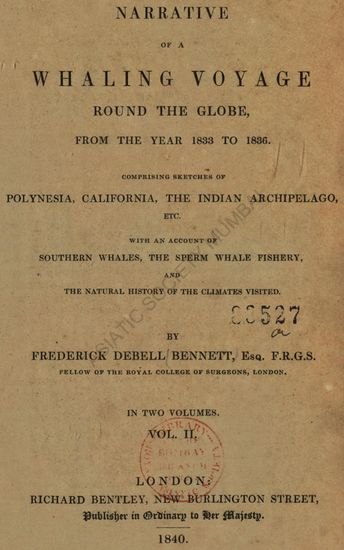 NARRATIVE
OF A
WHALING VOYAGE
ROUND THE GLOBE,
FROM THE YEAR 1833 TO 1836.
COMPRISING SKETCHES OF
POLYNESIA, CALIFORNIA, THE INDIAN ARCHIPELAGO,
ETC.
WITH AN ACCOUNT OF
SOUTHERN WHALES, THE SPERM WHALE FISHERY,
AND
THE NATURAL HISTORY OF THE CLIMATES VISITED.
BY
FREDERICK DEBELL BENNETT, Esq. F.R.G.S.
FELLOW OF THE ROYAL COLLEGE OF SURGEONS, LONDON.
IN TWO VOLUMES.
VOL. II.
LONDON:
RICHARD BENTLEY, NEW BURLINGTON STREET,
Publisher in Ordinary to Her Majesty.
1840.